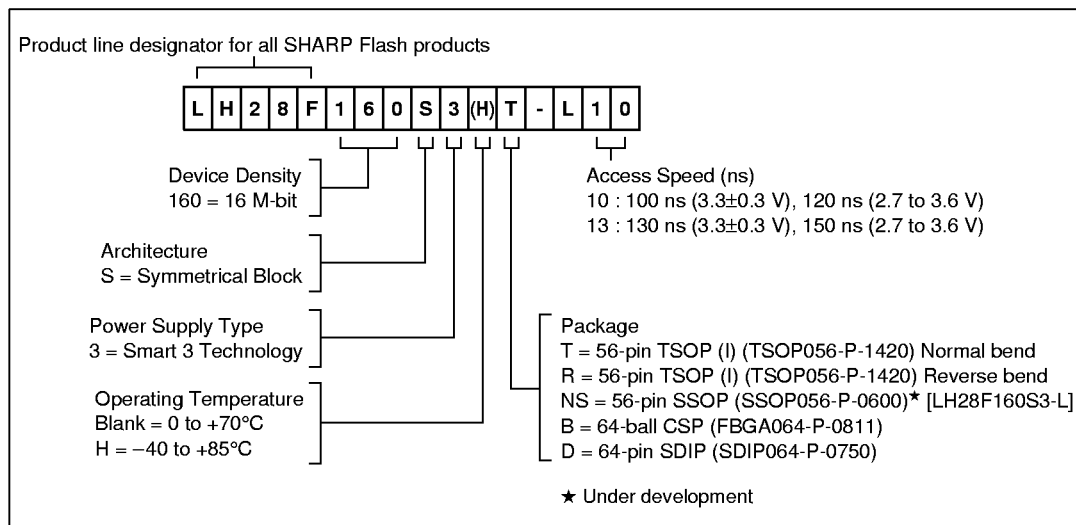 Product line designator for all SHARP Flash products
L H 2 8 F 1 6 0 S 3 (H) T - L 1 0
Device Density
160 = 16 M-bit
Access Speed (ns)
10 : 100 ns (3.3±0.3 V), 120 ns (2.7 to 3.6 V)
13 : 130 ns (3.3±0.3 V), 150 ns (2.7 to 3.6 V)
Architecture
S = Symmetrical Block
Power Supply Type
3 = Smart 3 Technology
Operating Temperature
Blank = 0 to +70°C
H = −40 to +85°C
Package
T = 56-pin TSOP (I) (TSOP056-P-1420) Normal bend
R = 56-pin TSOP (I) (TSOP056-P-1420) Reverse bend
NS = 56-pin SSOP (SSOP056-P-0600)★ [LH28F160S3-L]
B = 64-ball CSP (FBGA064-P-0811)
D = 64-pin SDIP (SDIP064-P-0750)
★ Under development